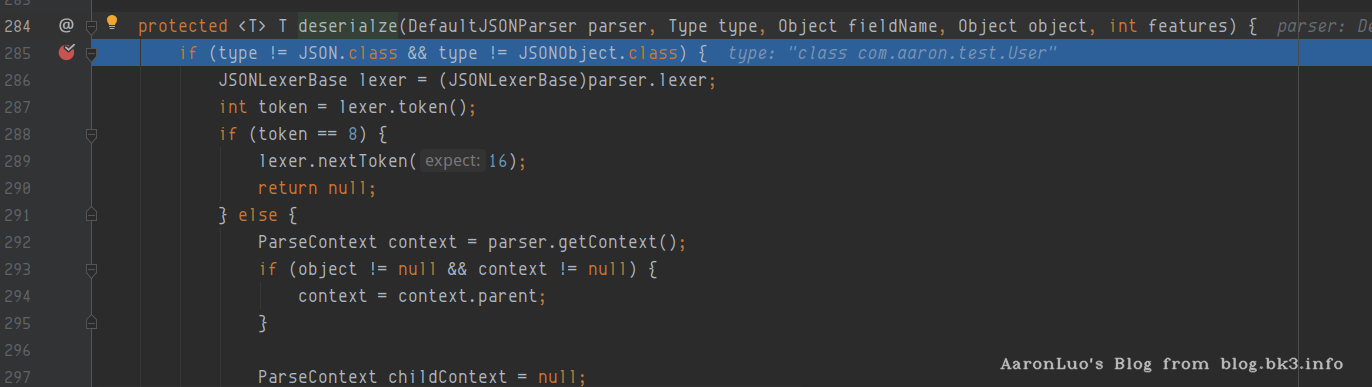 283
284 @ protected <T> T deserialze(DefaultJSONParser parser, Type type, Object fieldName, Object object, int features) { parser: De
285 if (type != JSON.class && type != JSONObject.class) { type: "class com.aaron.test.User"
286 JSONLexerBase lexer = (JSONLexerBase)parser.lexer;
287 int token = lexer.token();
288 if (token == 8) {
289 lexer.nextToken( expect: 16);
290 return null;
291 } else {
292 ParseContext context = parser.getContext();
293 if (object != null && context != null) {
294 context = context.parent;
295 }
296
297 ParseContext childContext = null;
AaronLuo's Blog from blog.bk3.info